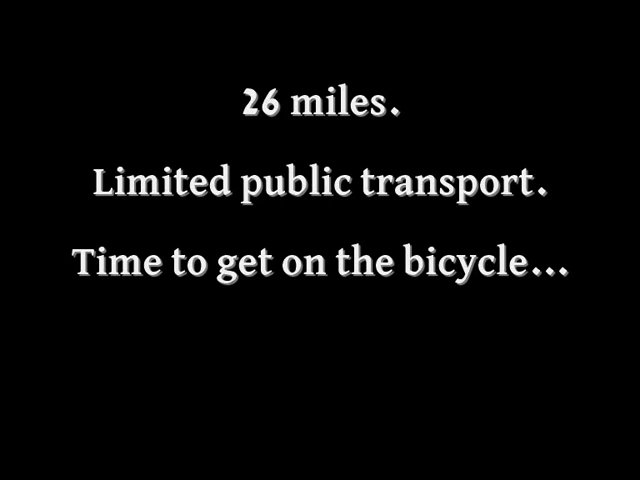 26 miles.
Limited public transport.
Time to get on the bicycle...